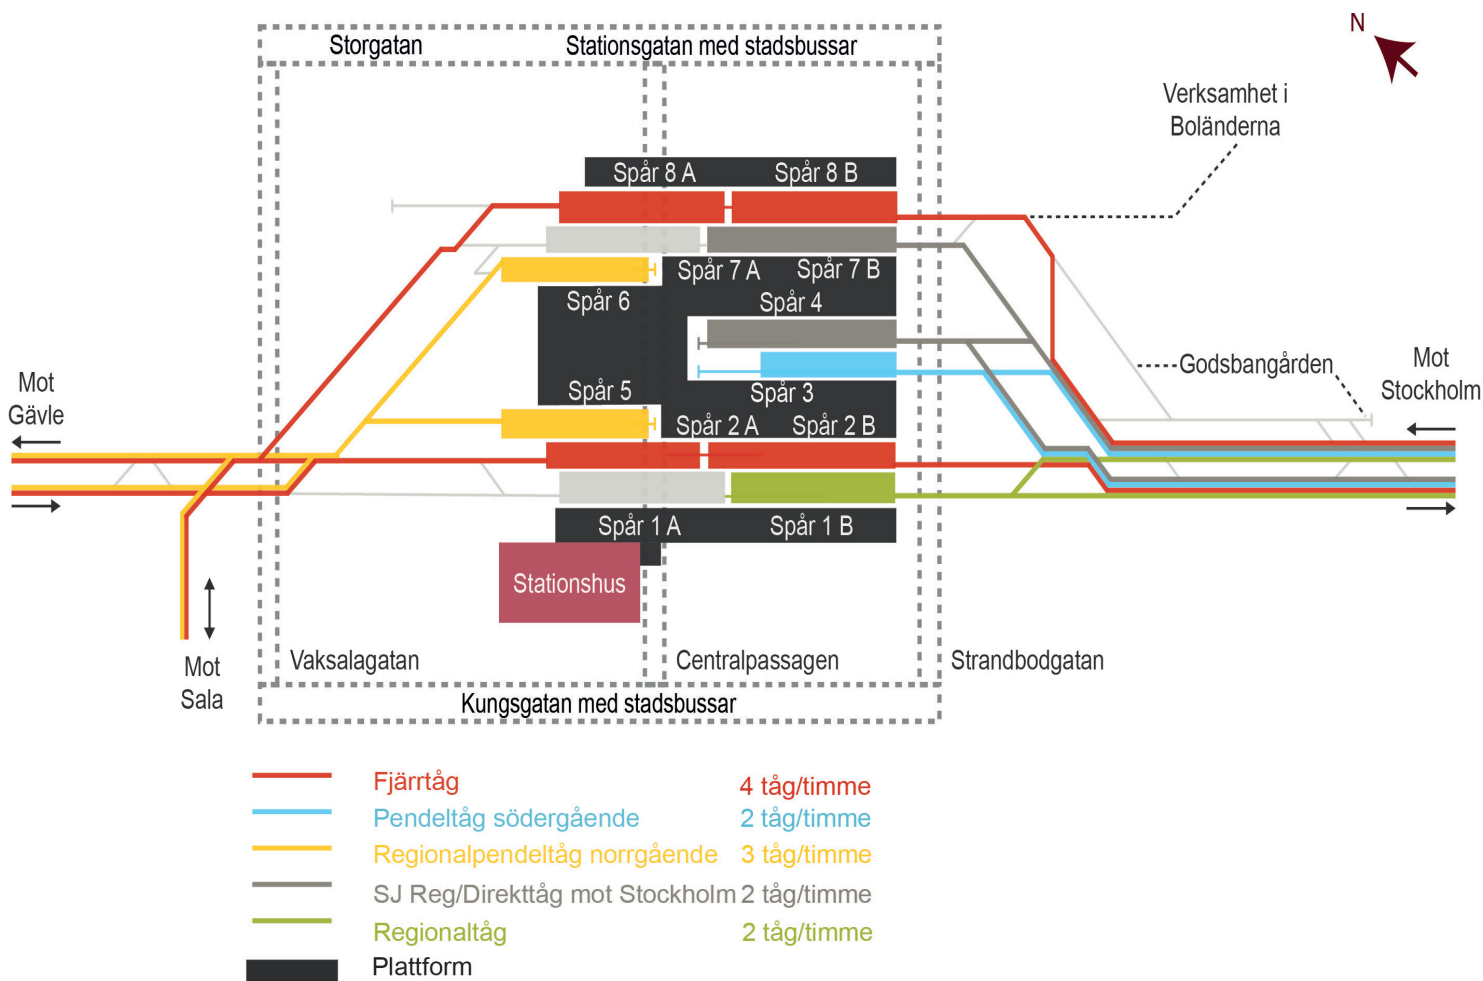 N
Storgatan
Stationsgatan med stadsbussar
Verksamhet i
Boländerna
Spår 8 A
Spår 8 B
Spår 7 A
Spår 7 B
Spår 6
Spår 4
Godsbangården
Mot
Stockholm
Mot
Gävle
Spår 5
Spår 3
Spår 2 A
Spår 2 B
Spår 1 A
Spår 1 B
Stationshus
Mot
Sala
Vaksalagatan
Centralpassagen
Strandbodgatan
Kungsgatan med stadsbussar
Fjärrtåg 4 tåg/timme
Pendeltåg södergående 2 tåg/timme
Regionalpendeltåg norrgående 3 tåg/timme
SJ Reg/Direkttåg mot Stockholm 2 tåg/timme
Regionaltåg 2 tåg/timme
Plattform